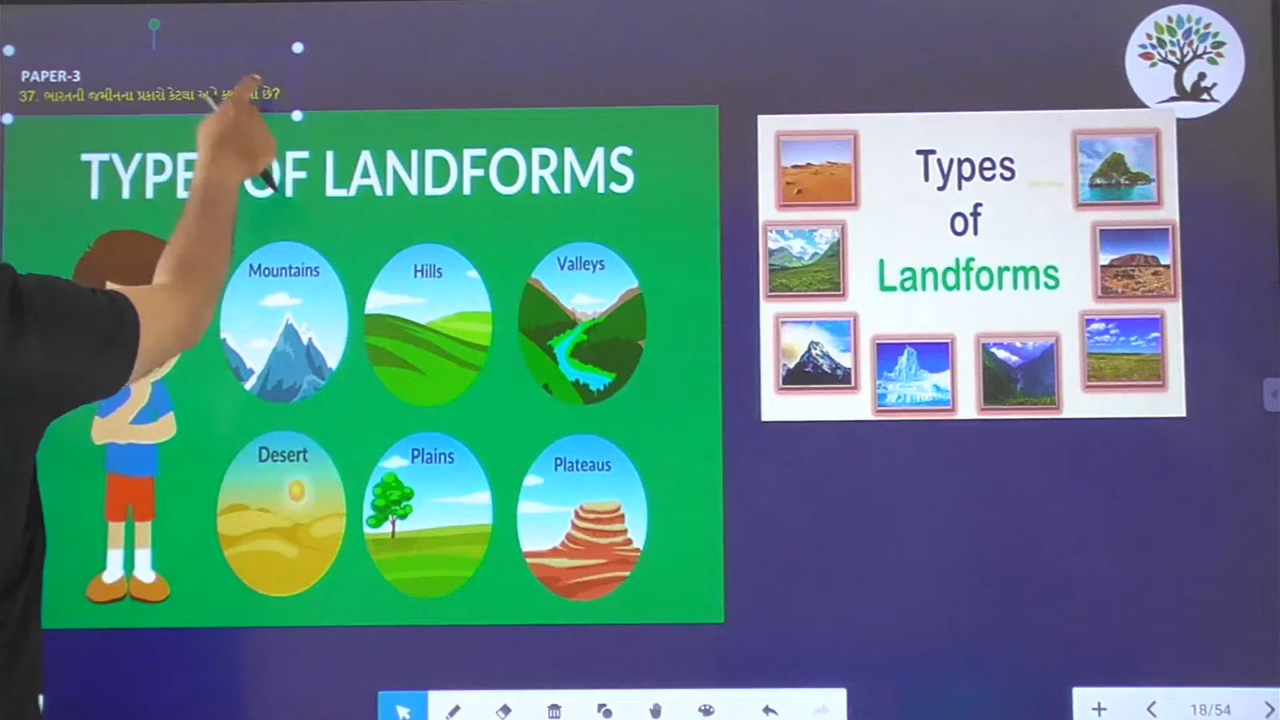 PAPER-3
37. ભારતની જમીનના પ્રકારો કેટલા છે?
TYPE OF LANDFORMS
Mountains
Hills
Valleys
Desert
Plains
Plateaus
Types
of
Landforms
18/54